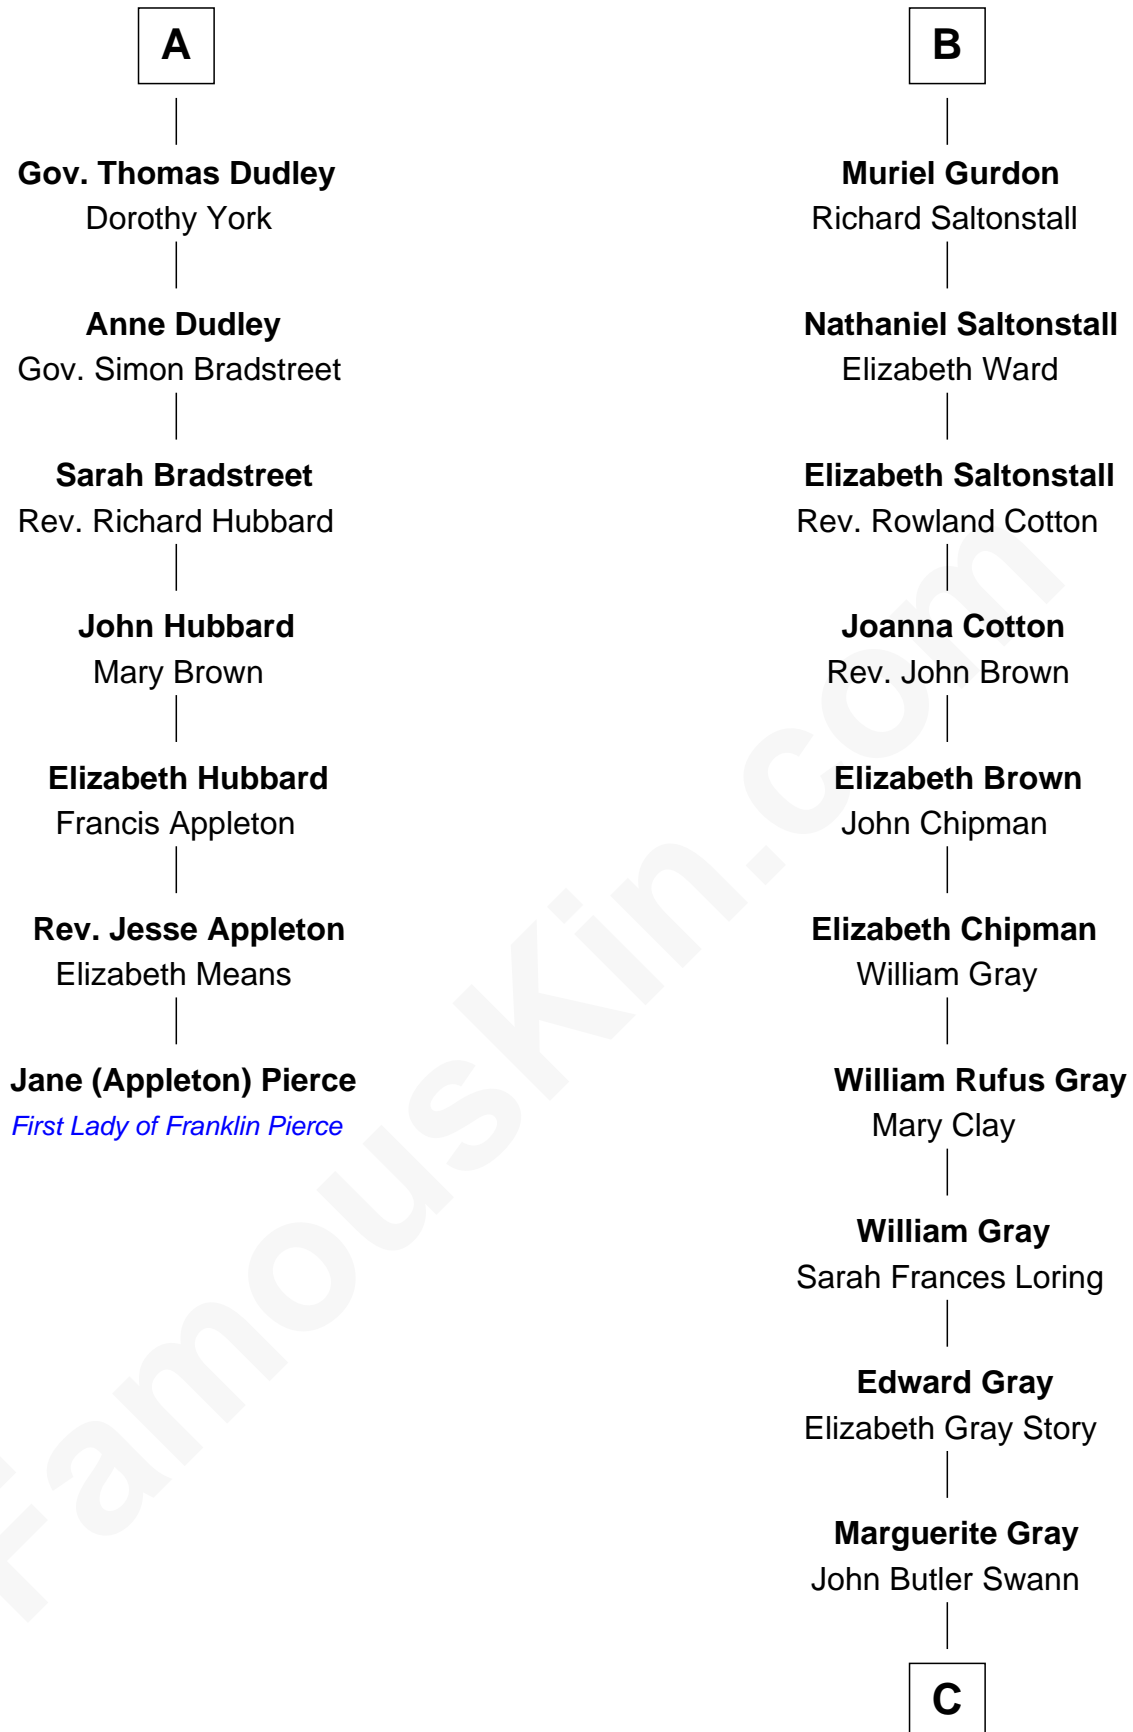 A
Gov. Thomas Dudley
Dorothy York
Anne Dudley
Gov. Simon Bradstreet
Sarah Bradstreet
Rev. Richard Hubbard
John Hubbard
Mary Brown
Elizabeth Hubbard
Francis Appleton
Rev. Jesse Appleton
Elizabeth Means
Jane (Appleton) Pierce
First Lady of Franklin Pierce
B
Muriel Gurdon
Richard Saltonstall
Nathaniel Saltonstall
Elizabeth Ward
Elizabeth Saltonstall
Rev. Rowland Cotton
Joanna Cotton
Rev. John Brown
Elizabeth Brown
John Chipman
Elizabeth Chipman
William Gray
William Rufus Gray
Mary Clay
William Gray
Sarah Frances Loring
Edward Gray
Elizabeth Gray Story
Marguerite Gray
John Butler Swann
C
FamousKin.com